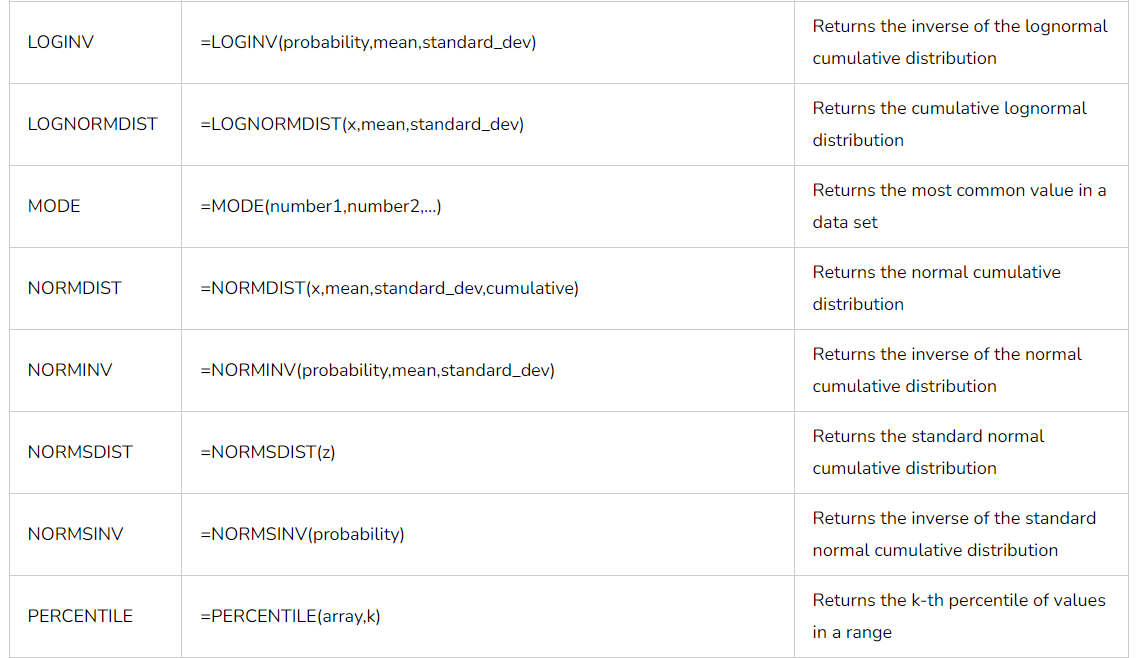 LOGINV
=LOGINV(probability,mean,standard_dev)
Returns the inverse of the lognormal
cumulative distribution
LOGNORMDIST
=LOGNORMDIST(x,mean,standard_dev)
Returns the cumulative lognormal
distribution
MODE
=MODE(number1,number2,...)
Returns the most common value in a
data set
NORMDIST
=NORMDIST(x,mean,standard_dev,cumulative)
Returns the normal cumulative
distribution
NORMINV
=NORMINV(probability,mean,standard_dev)
Returns the inverse of the normal
cumulative distribution
NORMSDIST
=NORMSDIST(z)
Returns the standard normal
cumulative distribution
NORMSINV
=NORMSINV(probability)
Returns the inverse of the standard
normal cumulative distribution
PERCENTILE
=PERCENTILE(array,k)
Returns the k-th percentile of values
in a range